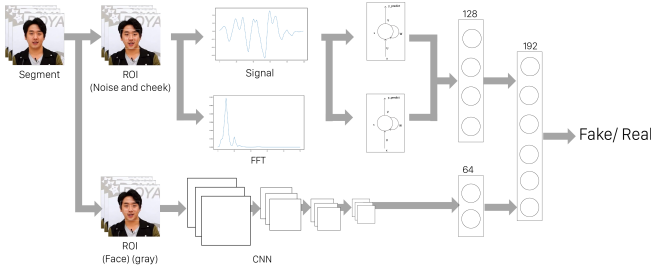 128
192
Segment
ROI
(Noise and cheek)
Signal
FFT
Fake/ Real
64
ROI
(Face) (gray)
CNN